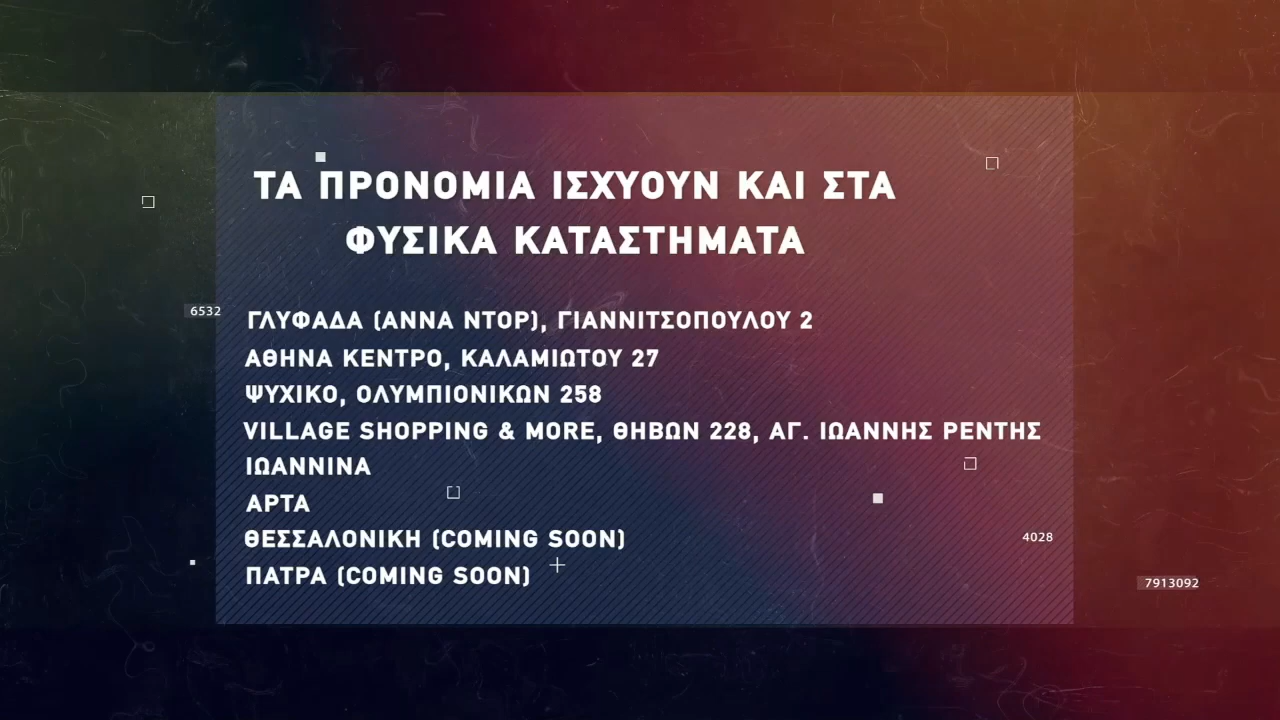 ΤΑ ΠΡΟΝΟΜΙΑ ΙΣΧΥΟΥΝ ΚΑΙ ΣΤΑ
ΦΥΣΙΚΑ ΚΑΤΑΣΤΗΜΑΤΑ
6532
ΓΛΥΦΑΔΑ (ΑΝΝΑ ΝΤΟΡ), ΓΙΑΝΝΙΤΣΟΠΟΥΛΟΥ 2
ΑΘΗΝΑ ΚΕΝΤΡΟ, ΚΑΛΑΜΙΩΤΟΥ 27
ΨΥΧΙΚΟ, ΟΛΥΜΠΙΟΝΙΚΩΝ 258
VILLAGE SHOPPING & MORE, ΘΗΒΩΝ 228, ΑΓ. ΙΩΑΝΝΗΣ ΡΕΝΤΗΣ
ΙΩΑΝΝΙΝΑ
ΑΡΤΑ
ΘΕΣΣΑΛΟΝΙΚΗ (COMING SOON)
4028
ΠΑΤΡΑ (COMING SOON)
7913092